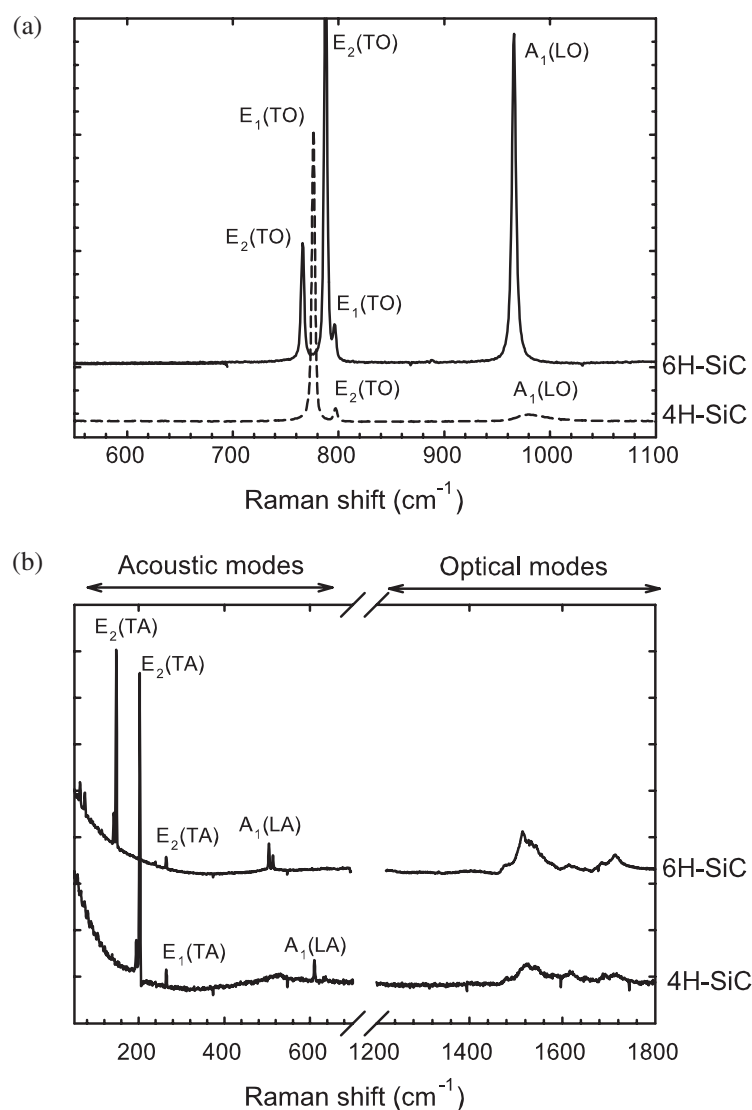 (a)
E₂(TO)
A₁(LO)
E₁(TO)
E₂(TO)
E₁(TO)
6H-SiC
E₂(TO)
A₁(LO)
4H-SiC
600 700 800 900 1000 1100
Raman shift (cm⁻¹)
(b)
Acoustic modes
Optical modes
E₂(TA)
E₂(TA)
E₂(TA)
A₁(LA)
6H-SiC
E₁(TA)
A₁(LA)
4H-SiC
200 400 600 1200 1400 1600 1800
Raman shift (cm⁻¹)